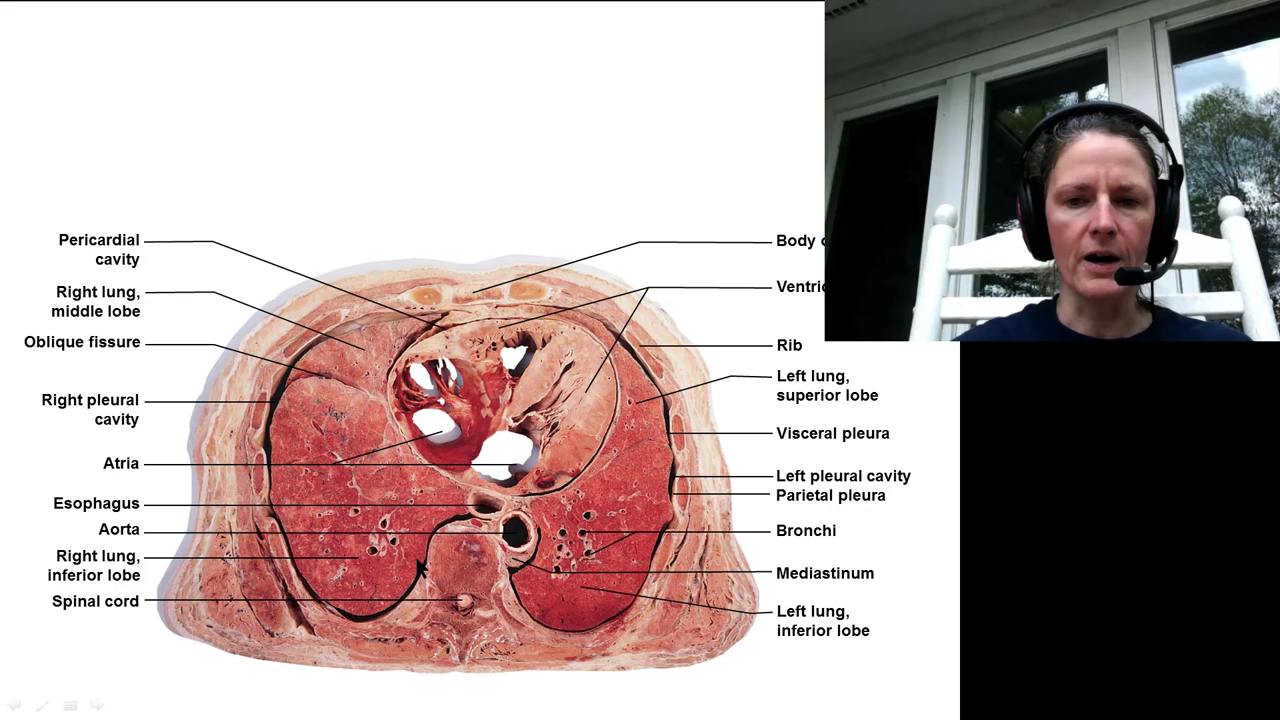 Pericardial
cavity
Right lung,
middle lobe
Oblique fissure
Right pleural
cavity
Atria
Esophagus
Aorta
Right lung,
inferior lobe
Spinal cord
Body
Rib
Left lung,
superior lobe
Visceral pleura
Left pleural cavity
Parietal pleura
Bronchi
Mediastinum
Left lung,
inferior lobe